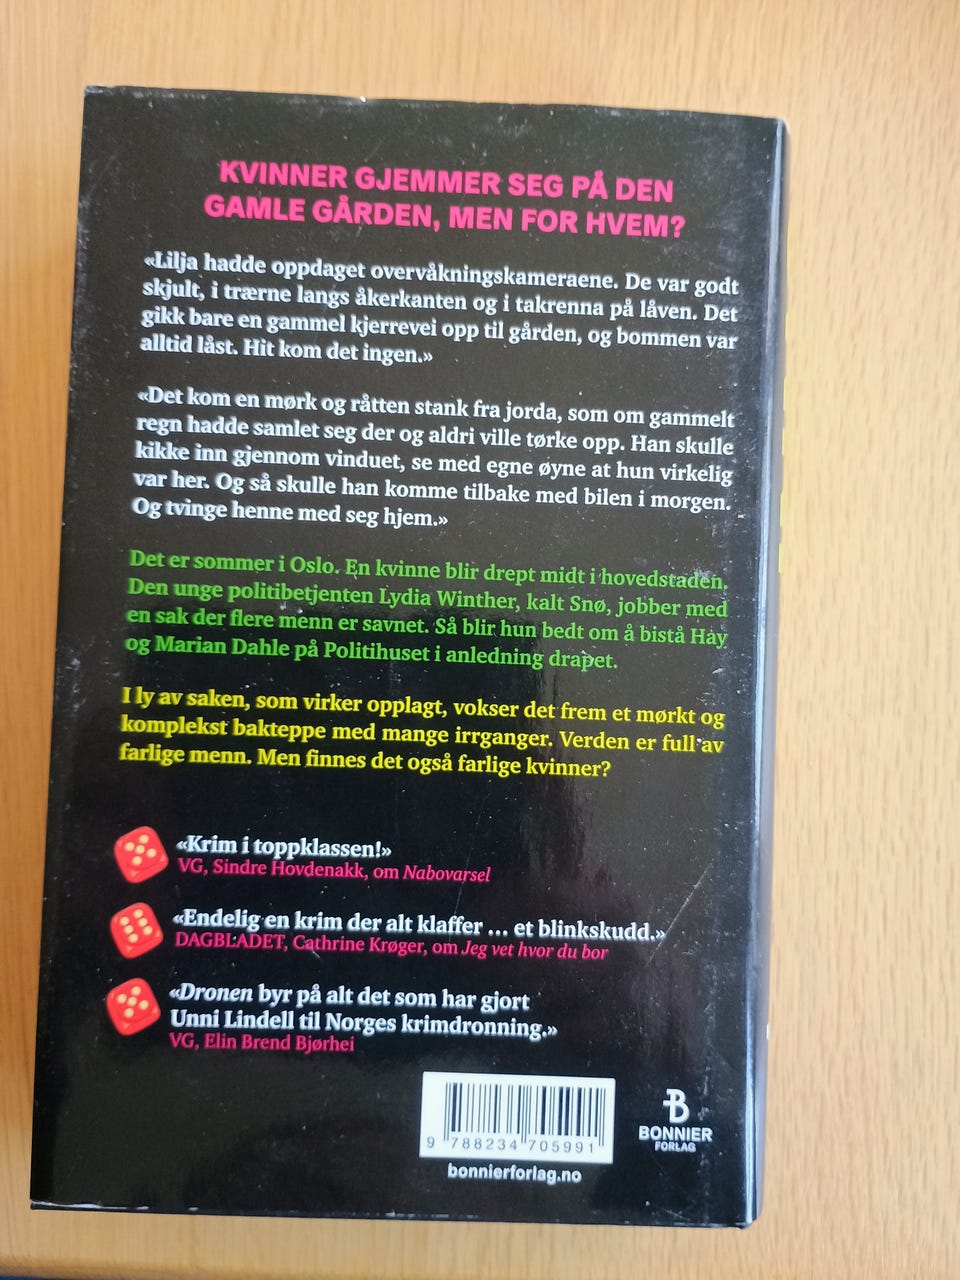 KVINNER GJEMMER SEG PÅ DEN
GAMLE GÅRDEN, MEN FOR HVEM?
«Lilja hadde oppdaget overvåkningskameraene. De var godt
skjult, i trærne langs åkerkanten og i takrenna på låven. Det
gikk bare en gammel kjerrevei opp til gården, og bommen var
alltid låst. Hit kom det ingen.»
«Det kom en mørk og råtten stank fra jorda, som om gammelt
regn hadde samlet seg der og aldri ville tørke opp. Han skulle
kikke inn gjennom vinduet, se med egne øyne at hun virkelig
var her. Og så skulle han komme tilbake med bilen i morgen.
Og tvinge henne med seg hjem.»
Det er sommer i Oslo. En kvinne blir drept midt i hovedstaden.
Den unge politibetjenten Lydia Winther, kalt Snø, jobber med
en sak der flere menn er savnet. Så blir hun bedt om å bistå Høy
og Marian Dahle på Politihuset i anledning drapet.
I ly av saken, som virker opplagt, vokser det frem et mørkt og
komplekst bakteppe med mange irrganger. Verden er full av
farlige menn. Men finnes det også farlige kvinner?
«Krim i toppklassen!»
VG, Sindre Hovdenakk, om Nabovarsel
«Endelig en krim der alt klaffer ... et blinkskudd.»
DAGBLADET, Cathrine Krøger, om Jeg vet hvor du bor
«Dronen byr på alt det som har gjort
Unni Lindell til Norges krimdronning.»
VG, Elin Brend Bjørhei
9 788234 705991
bonnierforlag.no
B
BONNIER
FORLAG